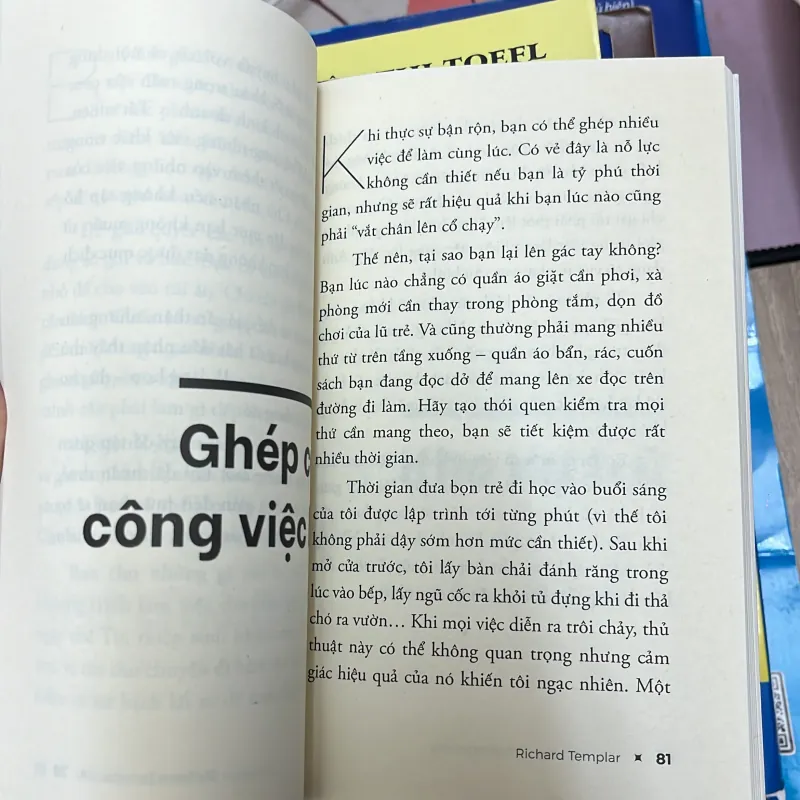 TOEFL
Ghép
công việc
Khi thực sự bận rộn, bạn có thể ghép nhiều
việc để làm cùng lúc. Có vẻ đây là nỗ lực
không cần thiết nếu bạn là tỷ phú thời
gian, nhưng sẽ rất hiệu quả khi bạn lúc nào cũng
phải “vắt chân lên cổ chạy”.
Thế nên, tại sao bạn lại lên gác tay không?
Bạn lúc nào chẳng có quần áo giặt cần phơi, xà
phòng mới cần thay trong phòng tắm, dọn đồ
chơi của lũ trẻ. Và cũng thường phải mang nhiều
thứ từ trên tầng xuống – quần áo bẩn, rác, cuốn
sách bạn đang đọc dở để mang lên xe đọc trên
đường đi làm. Hãy tạo thói quen kiểm tra mọi
thứ cần mang theo, bạn sẽ tiết kiệm được rất
nhiều thời gian.
Thời gian đưa bọn trẻ đi học vào buổi sáng
của tôi được lập trình tới từng phút (vì thế tôi
không phải dậy sớm hơn mức cần thiết). Sau khi
mở cửa trước, tôi lấy bàn chải đánh răng trong
lúc vào bếp, lấy ngũ cốc ra khỏi tủ đựng khi đi thả
chó ra vườn… Khi mọi việc diễn ra trôi chảy, thủ
thuật này có thể không quan trọng nhưng cảm
giác hiệu quả của nó khiến tôi ngạc nhiên. Một
Richard Templar 81